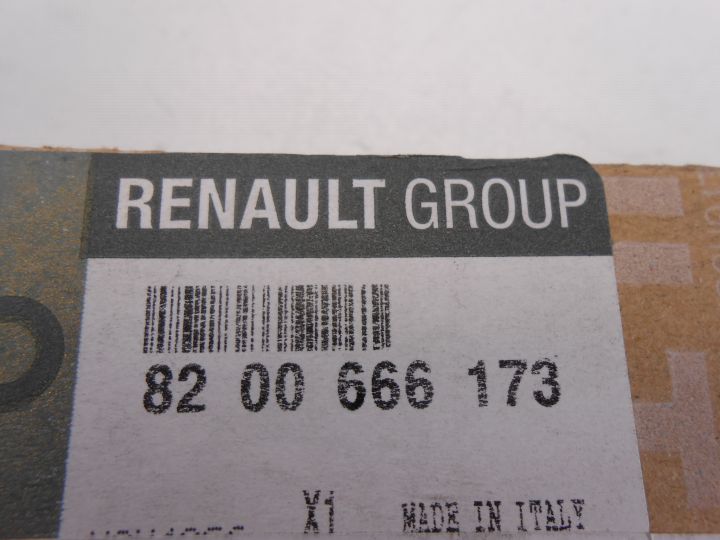 RENAULT GROUP
82 00 666 173
X1 MADE IN ITALY